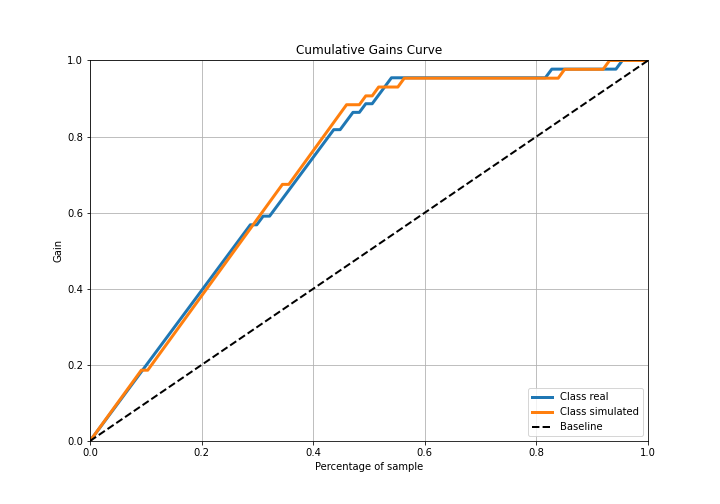 Cumulative Gains Curve
1.0
0.8
0.6
0.4
0.2
0.0
Gain
0.0 0.2 0.4 0.6 0.8 1.0
Percentage of sample
Class real
Class simulated
Baseline